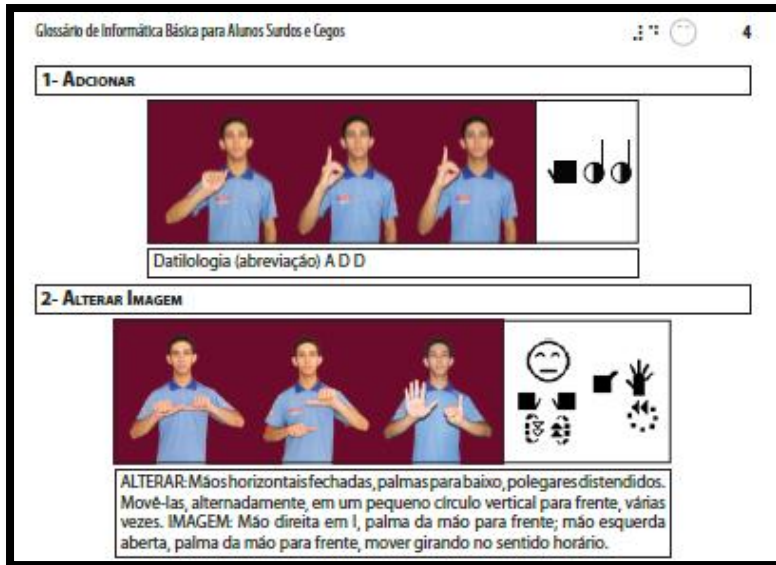 Glossário de Informática Básica para Alunos Surdos e Cegos 4
1- ADCIONAR
Datilologia (abreviação) A D D
2- ALTERAR IMAGEM
ALTERAR: Mãos horizontais fechadas, palmas para baixo, polegares distendidos.
Movê-las, alternadamente, em um pequeno círculo vertical para frente, várias
vezes. IMAGEM: Mão direita em I, palma da mão para frente; mão esquerda
aberta, palma da mão para frente, mover girando no sentido horário.